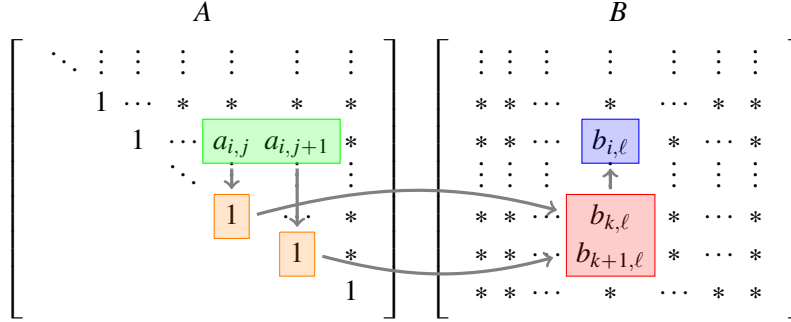 A B
⋱ ⋮ ⋮ ⋮ ⋮ ⋮ ⋮ ⋮ ⋮ ⋮ ⋮ ⋮ ⋮ ⋮
1 ⋯ * * * * * * ⋯ * ⋯ * *
1 ⋯ a_{i,j} a_{i,j+1} * * * ⋯ b_{i,ℓ} * ⋯ * *
⋱ ⋮ ⋮ ⋮ ⋮ ⋮ ⋮ ⋮ ⋮ ⋮ ⋮
1 ⋯ * * * ⋯ b_{k,ℓ} * ⋯ * *
1 * * * ⋯ b_{k+1,ℓ} * ⋯ * *
1 * * ⋯ * ⋯ * *